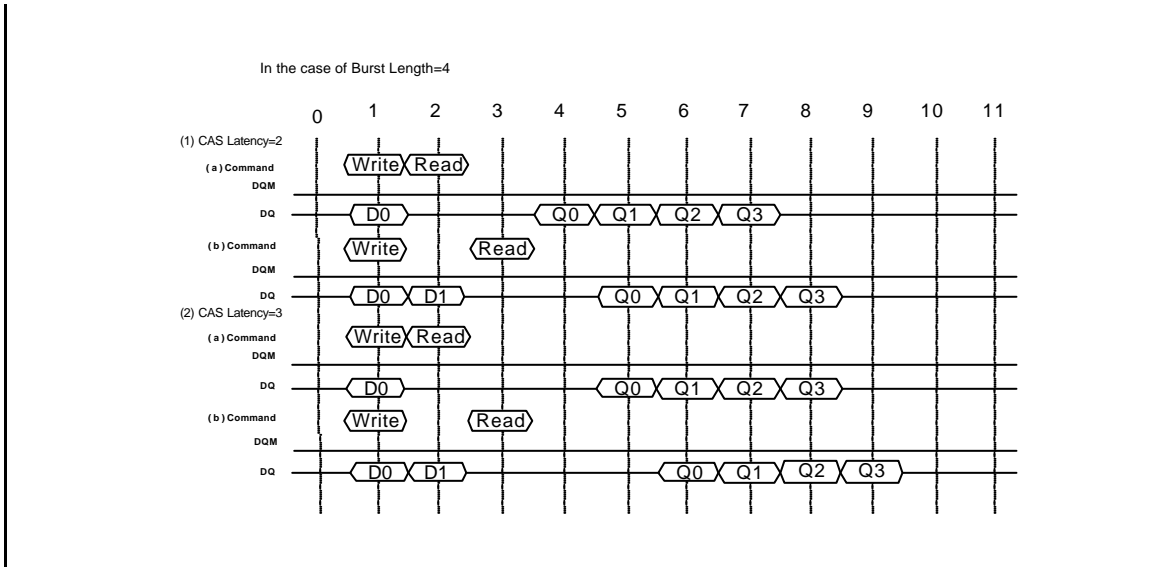 In the case of Burst Length=4
0 1 2 3 4 5 6 7 8 9 10 11
(1) CAS Latency=2
(a) Command Write Read
DQM
DQ D0 Q0 Q1 Q2 Q3
(b) Command Write Read
DQM
DQ D0 D1 Q0 Q1 Q2 Q3
(2) CAS Latency=3
(a) Command Write Read
DQM
DQ D0 Q0 Q1 Q2 Q3
(b) Command Write Read
DQM
DQ D0 D1 Q0 Q1 Q2 Q3